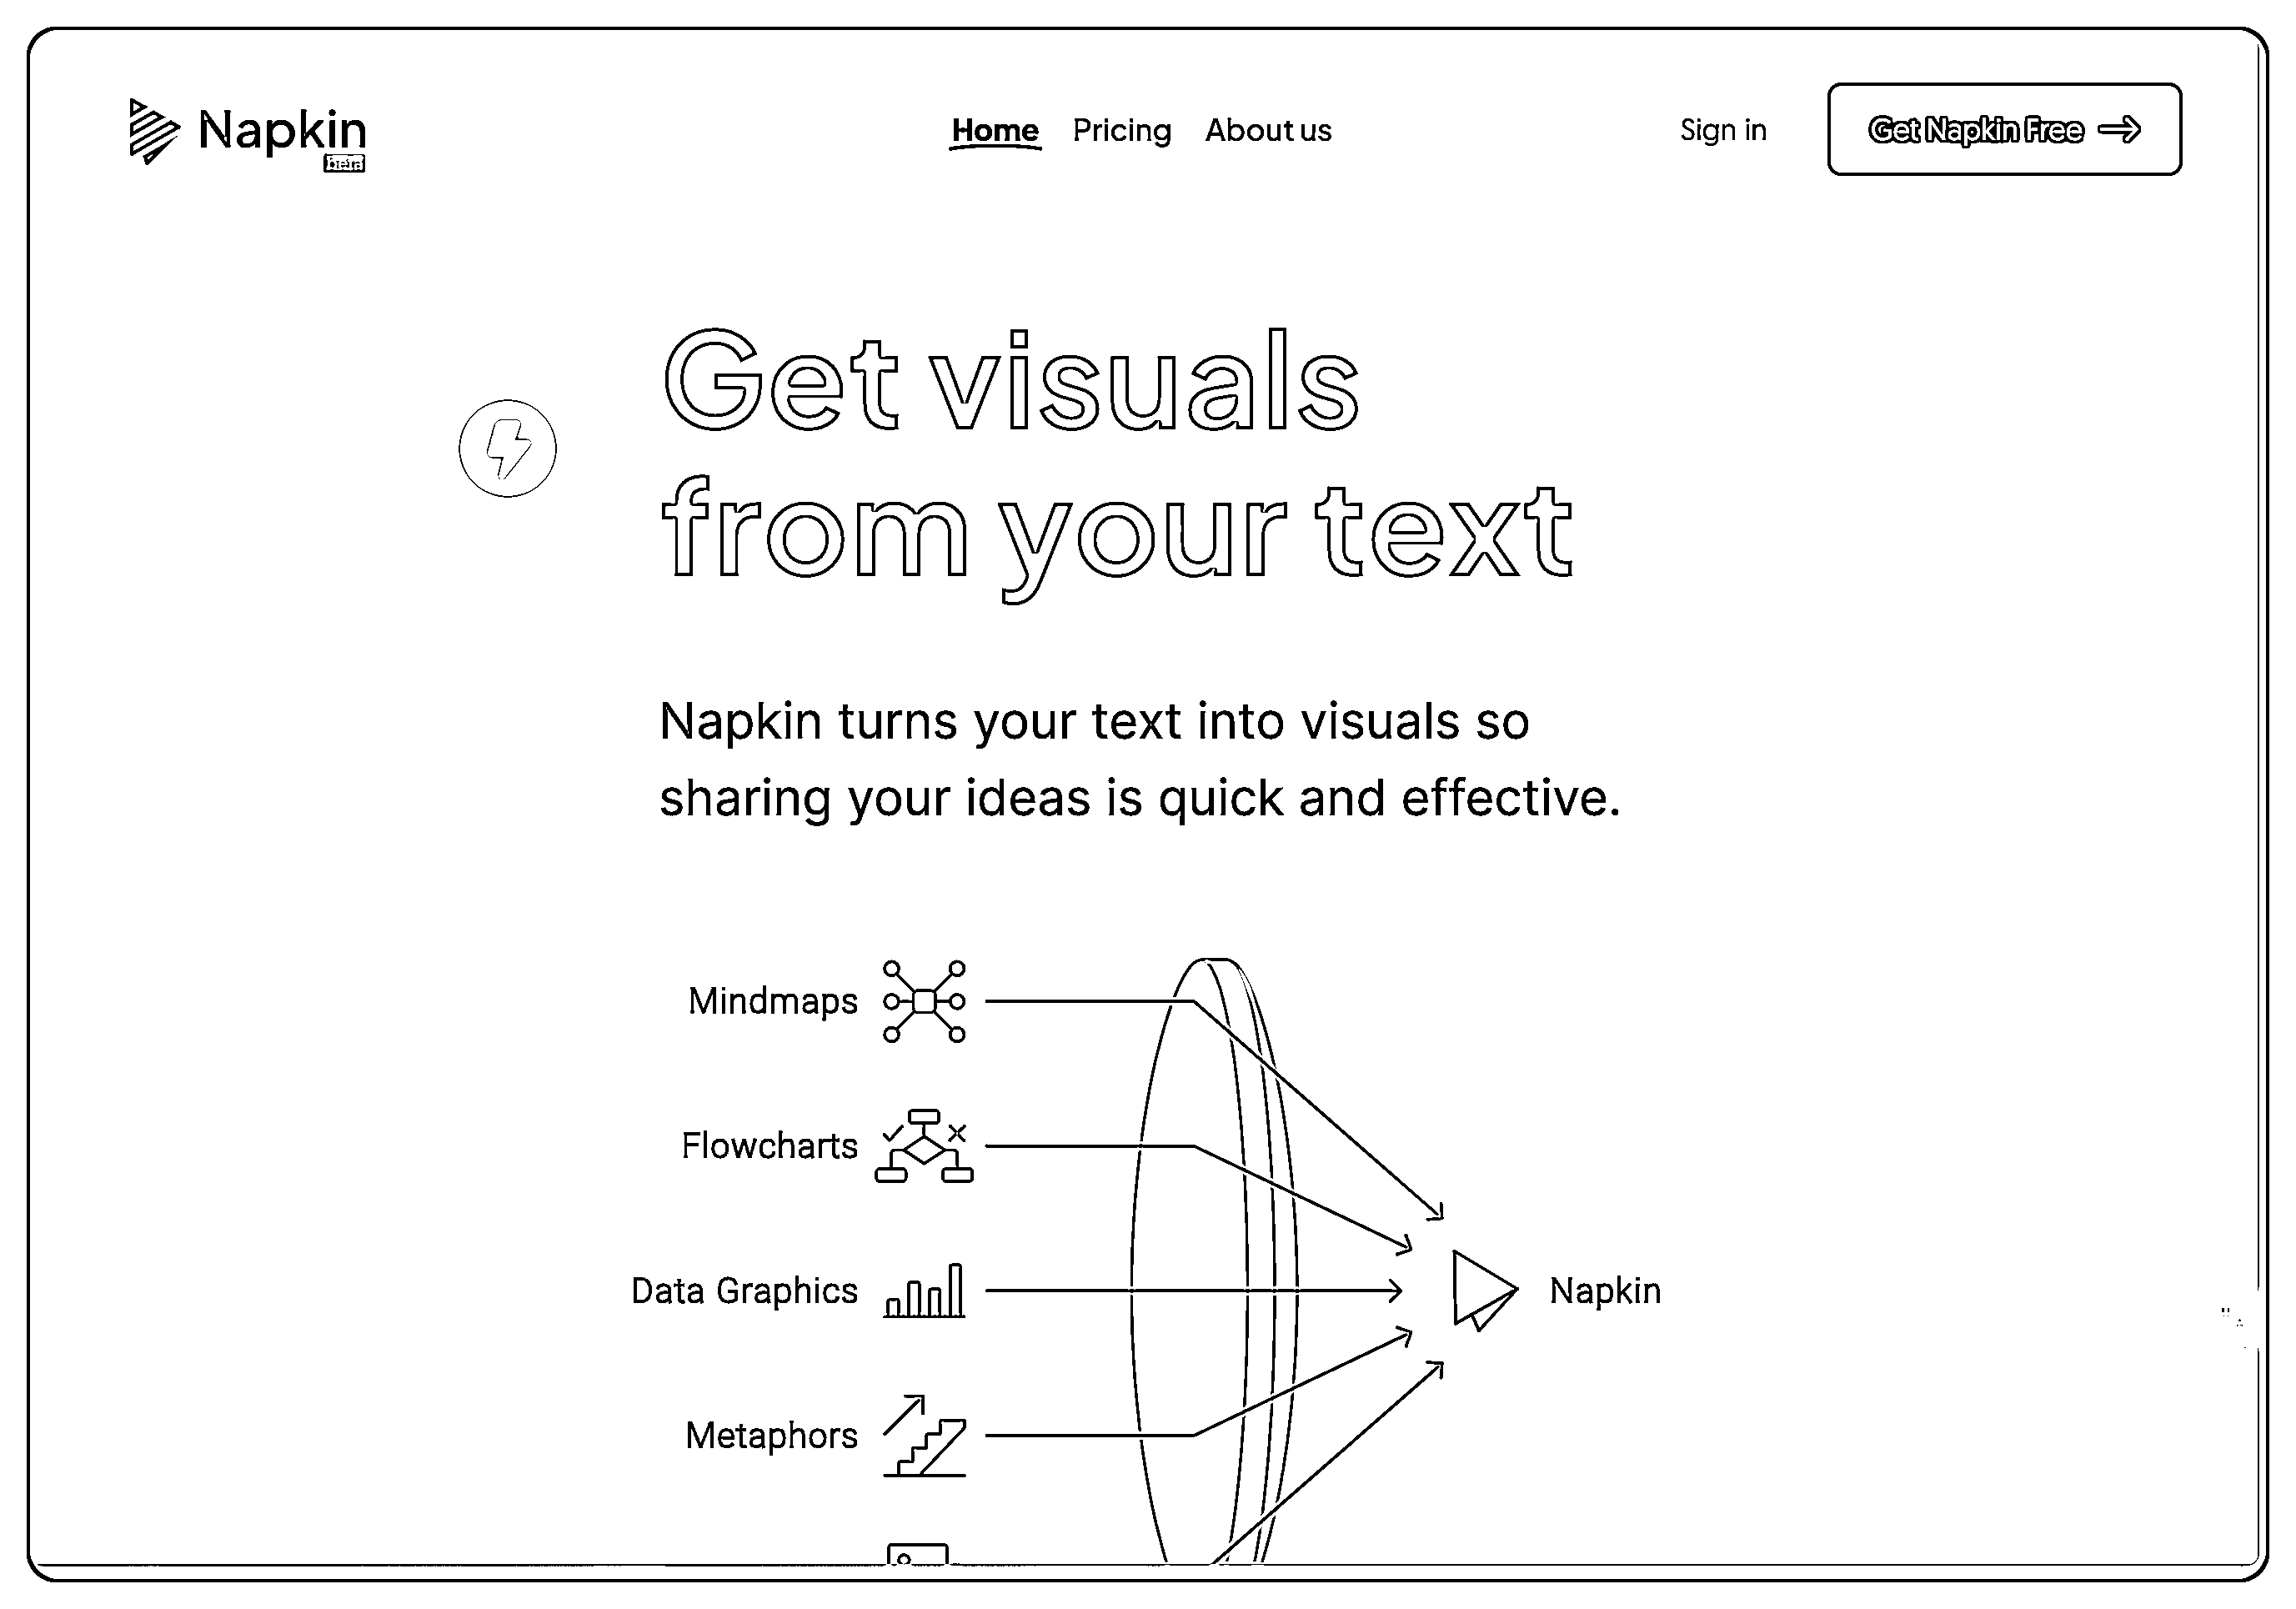 Napkin
beta
Home Pricing About us
Sign in
Get Napkin Free
Get visuals
from your text
Napkin turns your text into visuals so
sharing your ideas is quick and effective.
Mindmaps
Flowcharts
Data Graphics
Metaphors
Napkin